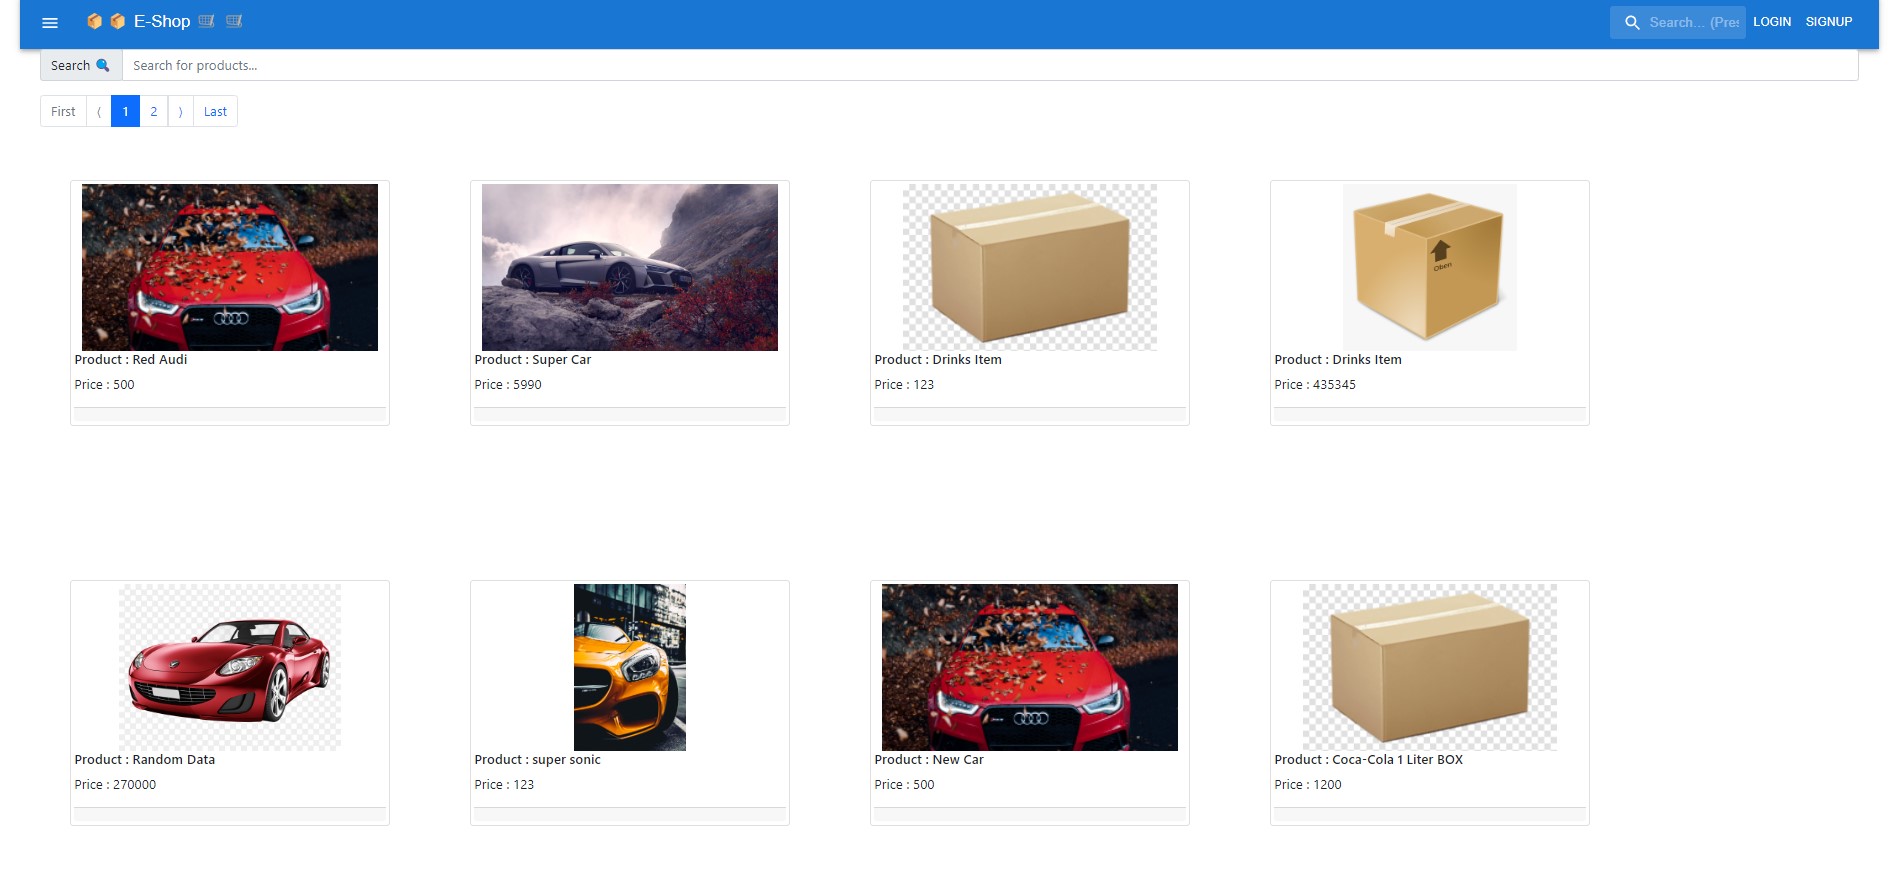 E-Shop
Search... (Pres
LOGIN
SIGNUP
Search
Search for products...
First ⟨ 1 2 ⟩ Last
Oben
Product : Red Audi
Price : 500
Product : Super Car
Price : 5990
Product : Drinks Item
Price : 123
Product : Drinks Item
Price : 435345
Product : Random Data
Price : 270000
Product : super sonic
Price : 123
Product : New Car
Price : 500
Product : Coca-Cola 1 Liter BOX
Price : 1200